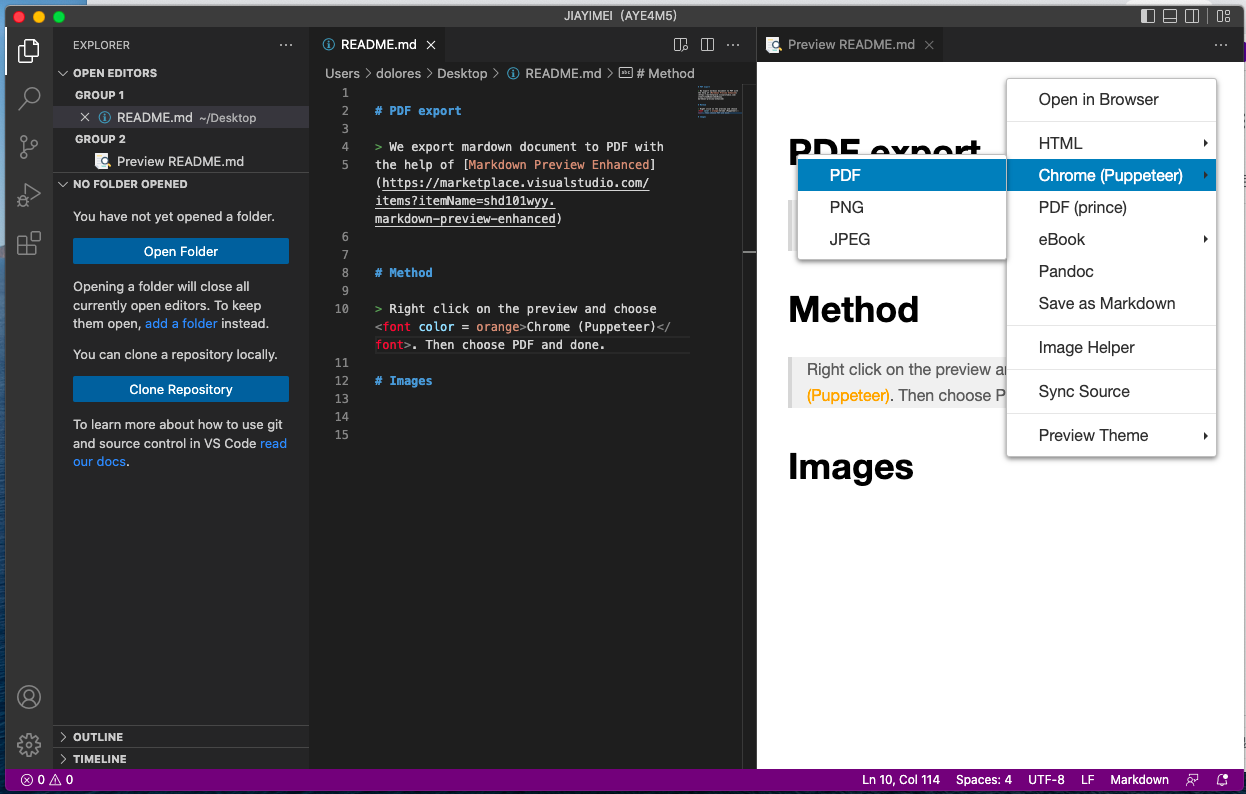 JIAYIMEI (AYE4M5)
EXPLORER
OPEN EDITORS
GROUP 1
README.md ~/Desktop
GROUP 2
Preview README.md
NO FOLDER OPENED
You have not yet opened a folder.
Open Folder
Opening a folder will close all
currently open editors. To keep
them open, add a folder instead.
You can clone a repository locally.
Clone Repository
To learn more about how to use git
and source control in VS Code read
our docs.
OUTLINE
TIMELINE
README.md
Users > dolores > Desktop > README.md > # Method
1
2 # PDF export
3
4 > We export mardown document to PDF with
5 the help of [Markdown Preview Enhanced]
(https://marketplace.visualstudio.com/
items?itemName=shd101wyy.
markdown-preview-enhanced)
6
7
8 # Method
9
10 > Right click on the preview and choose
<font color = orange>Chrome (Puppeteer)</
font>. Then choose PDF and done.
11
12 # Images
13
14
15
Preview README.md
PDF export
Method
Right click on the preview a
(Puppeteer). Then choose P
Images
PDF
PNG
JPEG
Open in Browser
HTML
Chrome (Puppeteer)
PDF (prince)
eBook
Pandoc
Save as Markdown
Image Helper
Sync Source
Preview Theme
0 0
Ln 10, Col 114 Spaces: 4 UTF-8 LF Markdown